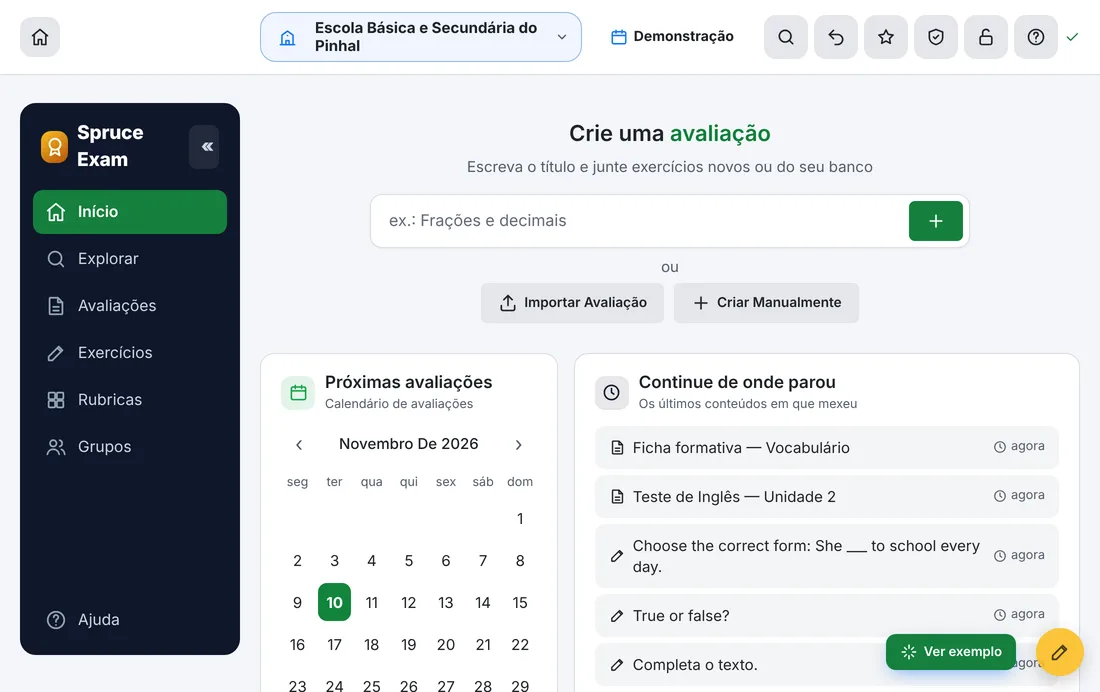 Escola Básica e Secundária do
Pinhal
Demonstração
Spruce
Exam
Início
Explorar
Avaliações
Exercícios
Rubricas
Grupos
Ajuda
Crie uma avaliação
Escreva o título e junte exercícios novos ou do seu banco
ex.: Frações e decimais
ou
Importar Avaliação
Criar Manualmente
Próximas avaliações
Calendário de avaliações
Novembro De 2026
seg ter qua qui sex sáb dom
1
2 3 4 5 6 7 8
9 10 11 12 13 14 15
16 17 18 19 20 21 22
23 24 25 26 27 28 29
Continue de onde parou
Os últimos conteúdos em que mexeu
Ficha formativa — Vocabulário agora
Teste de Inglês — Unidade 2 agora
Choose the correct form: She ___ to school every
day. agora
True or false? agora
Completa o texto. agora
Ver exemplo